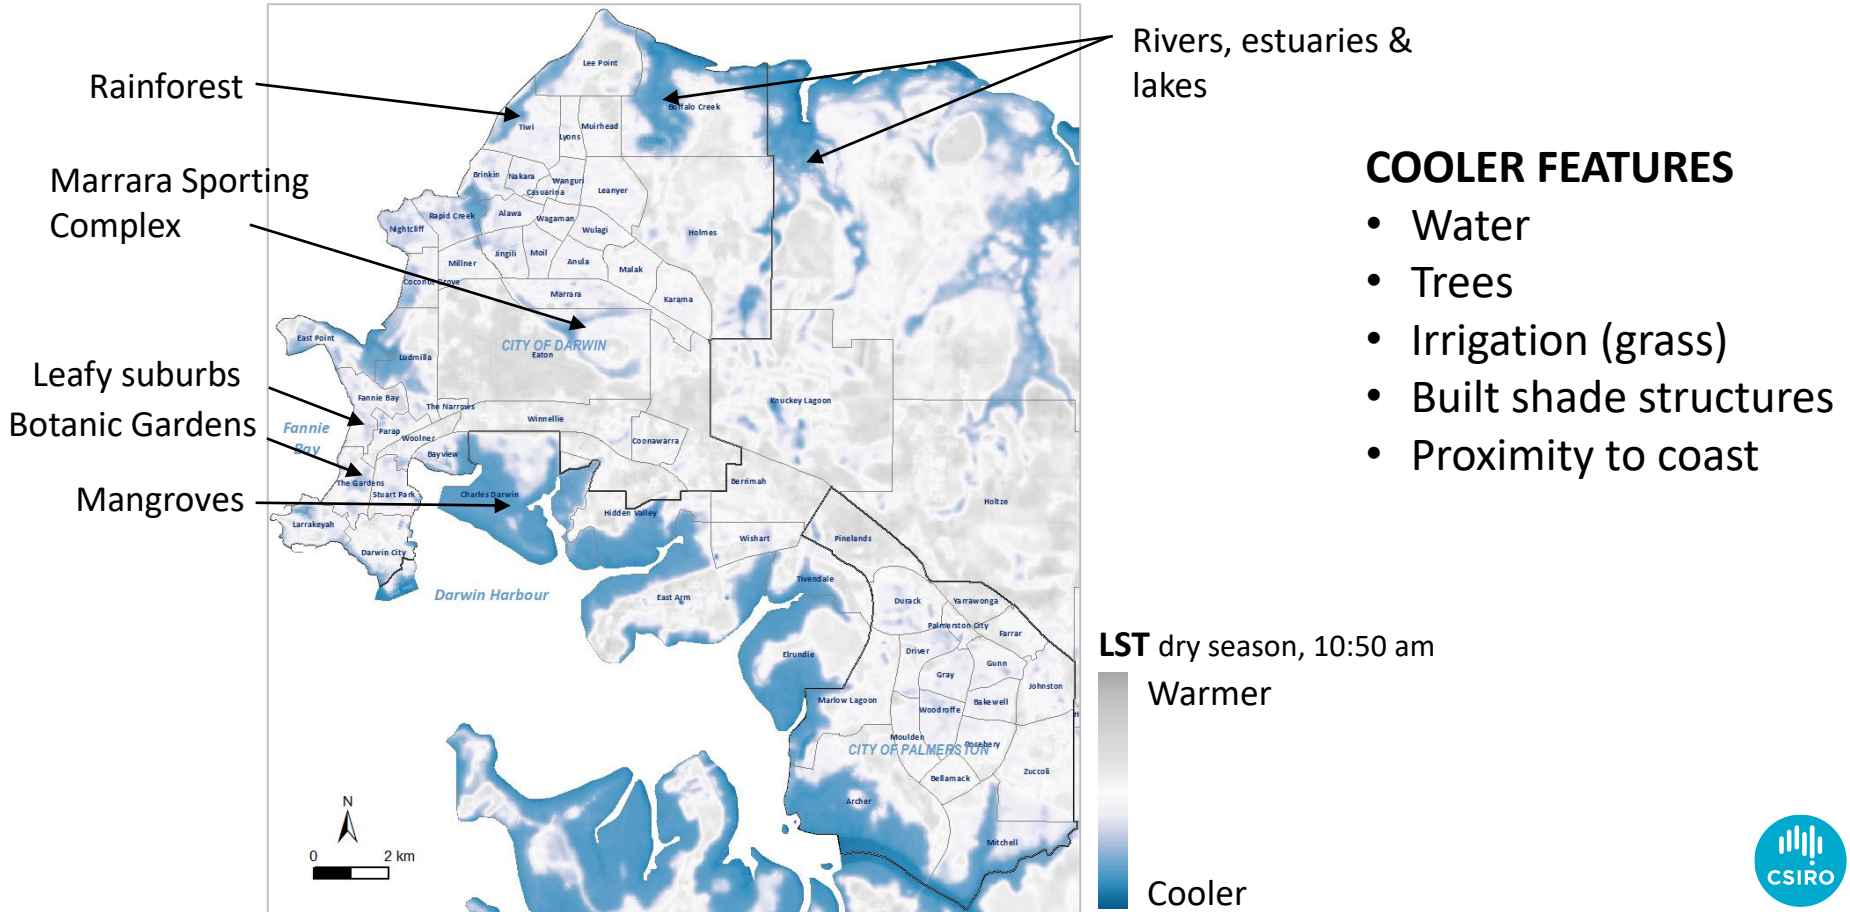 Rainforest
Marrara Sporting
Complex
Leafy suburbs
Botanic Gardens
Mangroves
Rivers, estuaries &
lakes
Lee Point
Buffalo Creek
Tiwi
Lyons
Muirhead
Brinkin
Nakara
Wanguri
Casuarina
Leanyer
Rapid Creek
Alawa
Wagaman
Nightcliff
Wulagi
Holmes
Jingili
Moil
Millner
Anula
Malak
Coconut Grove
Marrara
Karama
East Point
CITY OF DARWIN
Eaton
Ludmilla
Fannie Bay
The Narrows
Knuckey Lagoon
Winnellie
Fannie
Bay
Parap
Woolner
Coonawarra
Bayview
The Gardens
Stuart Park
Charles Darwin
Berrimah
Holtze
Larrakeyah
Hidden Valley
Darwin City
Wishart
Pinelands
Darwin Harbour
East Arm
Tivendale
Durack
Yarrawonga
Palmerston City
Farrar
Elrundie
Driver
Gunn
Gray
Johnston
Marlow Lagoon
Woodroffe
Bakewell
H
Moulden
Rosebery
CITY OF PALMERSTON
Bellamack
Zuccoli
Archer
Mitchell
N
0 2 km
COOLER FEATURES
• Water
• Trees
• Irrigation (grass)
• Built shade structures
• Proximity to coast
LST dry season, 10:50 am
Warmer
Cooler
CSIRO